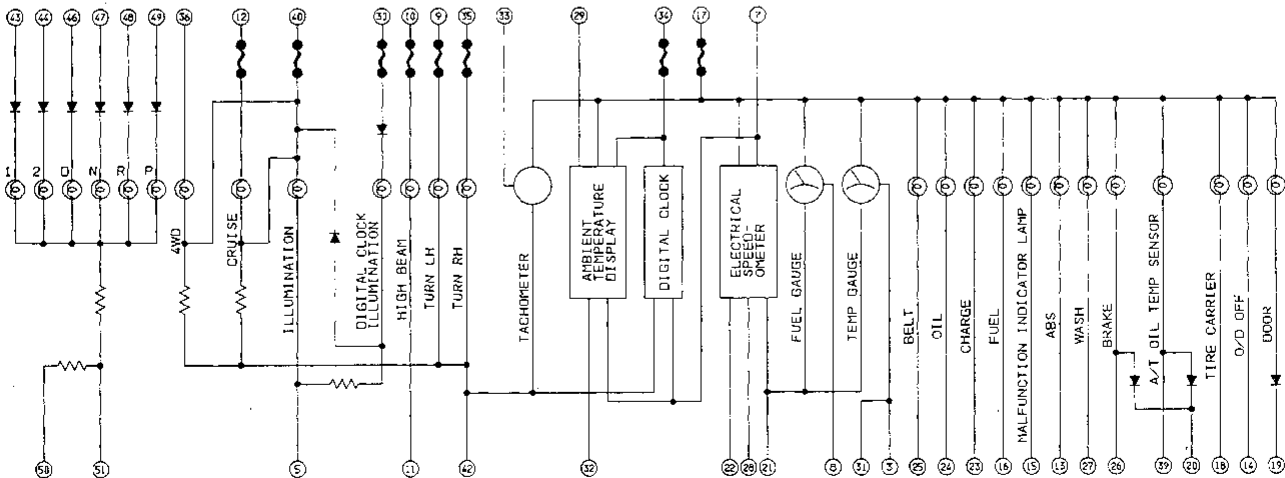 43 44 46 47 48 49 36 12 40 30 10 9 35 33 29 34 17 7
1 2 D N R P
4WD
CRUISE
ILLUMINATION
DIGITAL CLOCK
ILLUMINATION
HIGH BEAM
TURN LH
TURN RH
TACHOMETER
AMBIENT
TEMPERATURE
DISPLAY
DIGITAL CLOCK
ELECTRICAL
SPEED-
OMETER
FUEL GAUGE
TEMP GAUGE
BELT
OIL
CHARGE
FUEL
MALFUNCTION INDICATOR LAMP
ABS
WASH
BRAKE
A/T OIL TEMP SENSOR
TIRE CARRIER
O/D OFF
DOOR
50 51 5 11 42 32 22 28 21 8 31 3 25 24 23 16 15 13 27 26 39 20 18 14 19